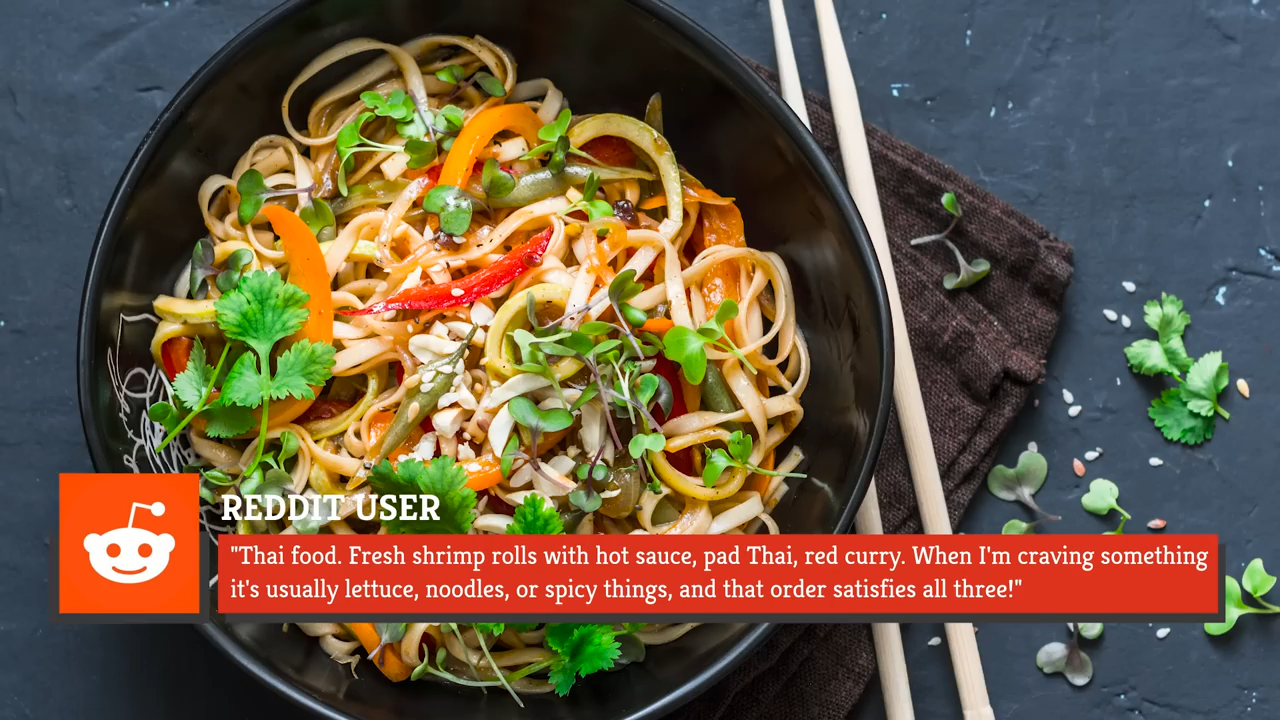 REDDIT USER
"Thai food. Fresh shrimp rolls with hot sauce, pad Thai, red curry. When I'm craving something
it's usually lettuce, noodles, or spicy things, and that order satisfies all three!"